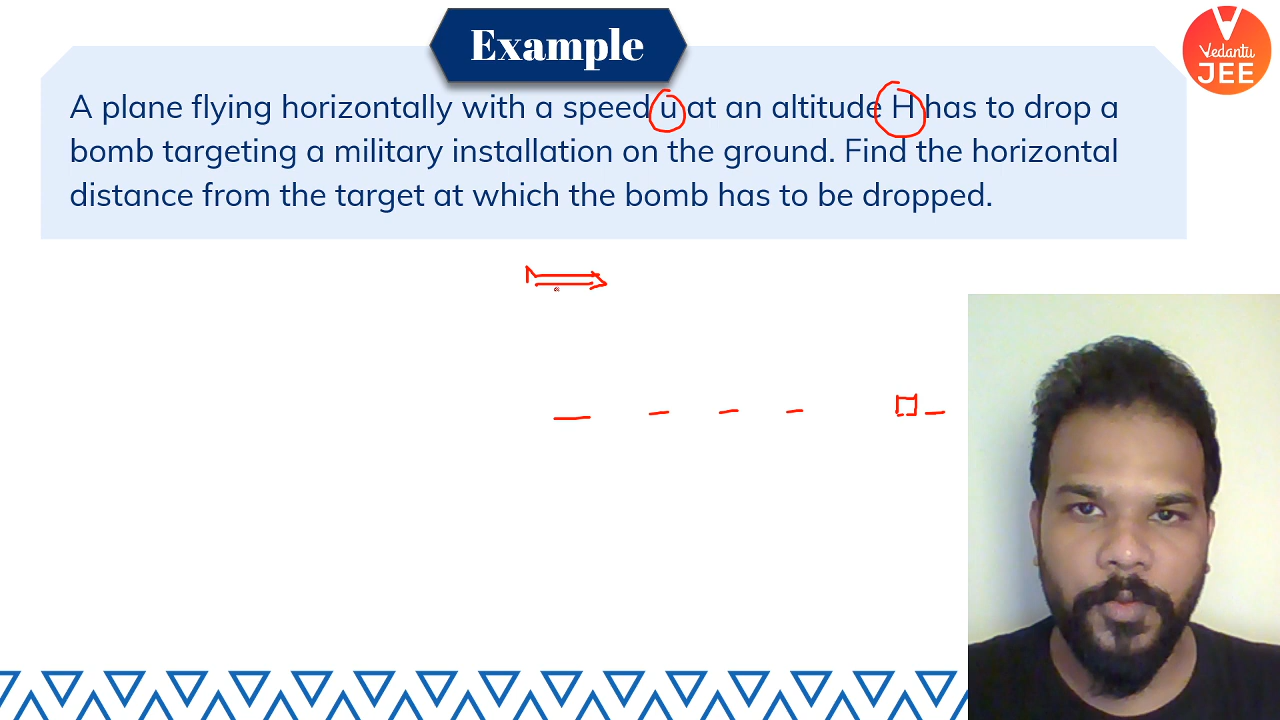 Example
Vedantu
JEE
A plane flying horizontally with a speed u at an altitude H has to drop a
bomb targeting a military installation on the ground. Find the horizontal
distance from the target at which the bomb has to be dropped.